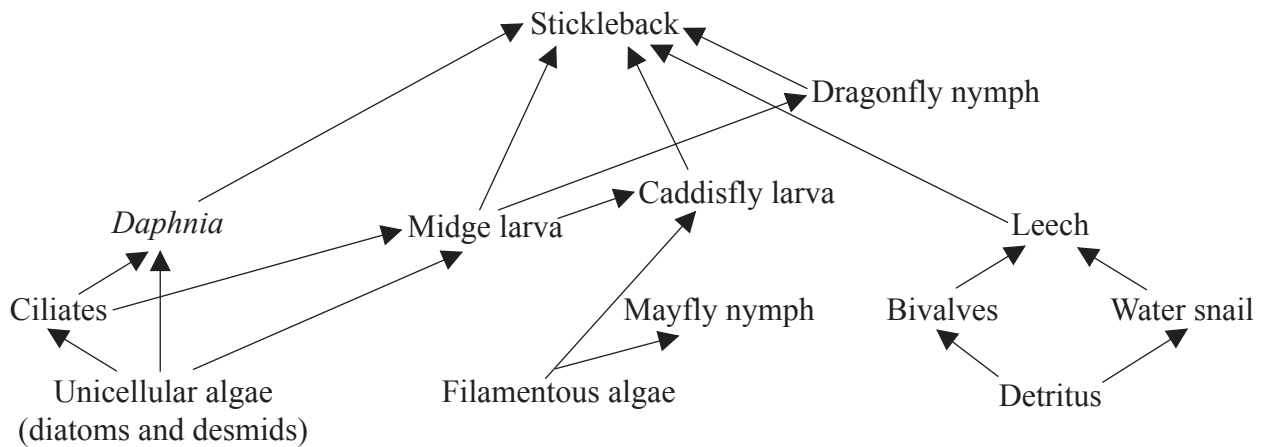 Stickleback
Dragonfly nymph
Caddisfly larva
Daphnia
Midge larva
Leech
Ciliates
Mayfly nymph
Bivalves
Water snail
Unicellular algae
(diatoms and desmids)
Filamentous algae
Detritus